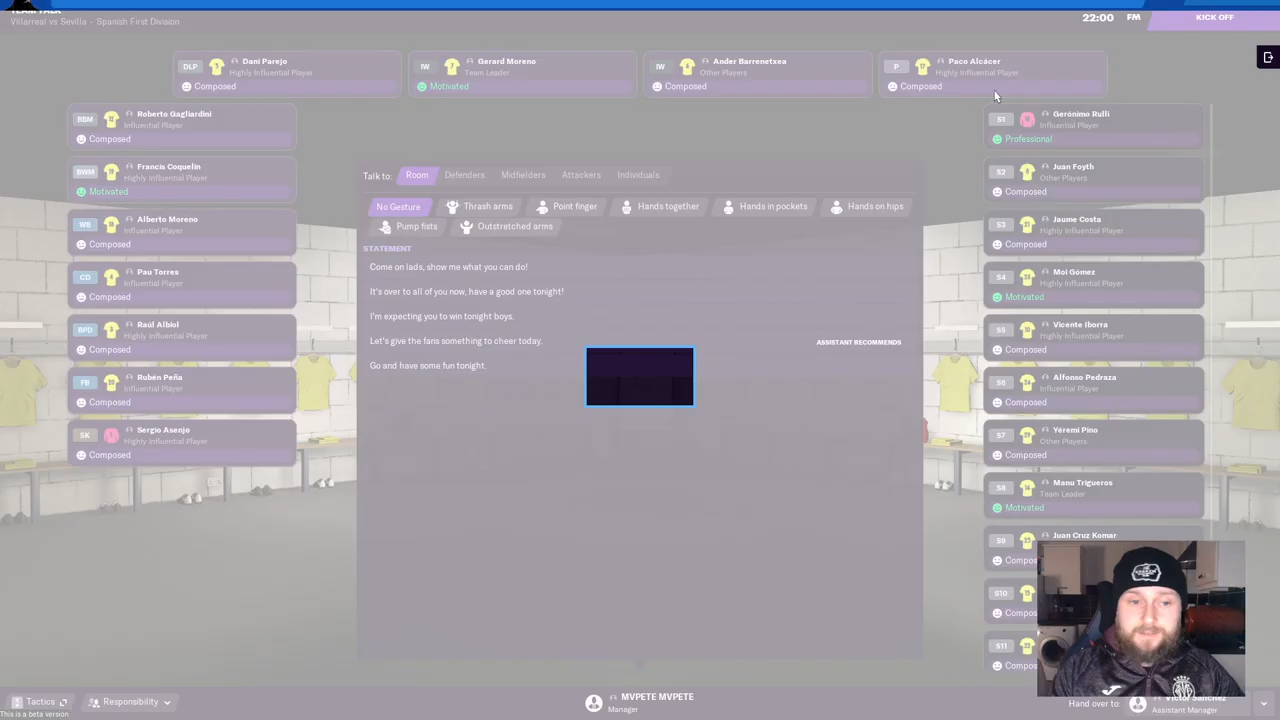 Villarreal vs Sevilla - Spanish First Division
22:00
FM
KICK OFF
DLP
Dani Parejo
Highly Influential Player
Composed
IW
Gerard Moreno
Team Leader
Motivated
IW
Ander Barrenetxea
Other Players
Composed
P
Paco Alcácer
Highly Influential Player
Composed
BBM
Roberto Gagliardini
Influential Player
Composed
BWM
Francis Coquelin
Highly Influential Player
Motivated
WB
Alberto Moreno
Influential Player
Composed
CD
Pau Torres
Influential Player
Composed
BPD
Raúl Albiol
Highly Influential Player
Composed
FB
Rubén Peña
Influential Player
Composed
SK
Sergio Asenjo
Highly Influential Player
Composed
Talk to:
Room
Defenders
Midfielders
Attackers
Individuals
No Gesture
Thrash arms
Point finger
Hands together
Hands in pockets
Hands on hips
Pump fists
Outstretched arms
STATEMENT
Come on lads, show me what you can do!
It's over to all of you now, have a good one tonight!
I'm expecting you to win tonight boys.
Let's give the fans something to cheer today.
ASSISTANT RECOMMENDS
Go and have some fun tonight.
S1
Gerónimo Rulli
Influential Player
Professional
S2
Juan Foyth
Other Players
Composed
S3
Jaume Costa
Highly Influential Player
Composed
S4
Moi Gómez
Highly Influential Player
Motivated
S5
Vicente Iborra
Highly Influential Player
Composed
S6
Alfonso Pedraza
Influential Player
Composed
S7
Yéremi Pino
Other Players
Composed
S8
Manu Trigueros
Team Leader
Motivated
S9
Juan Cruz Komar
S10
S11
Tactics
Responsibility
This is a beta version
MVPETE MVPETE
Manager
Hand over to:
Assistant Manager